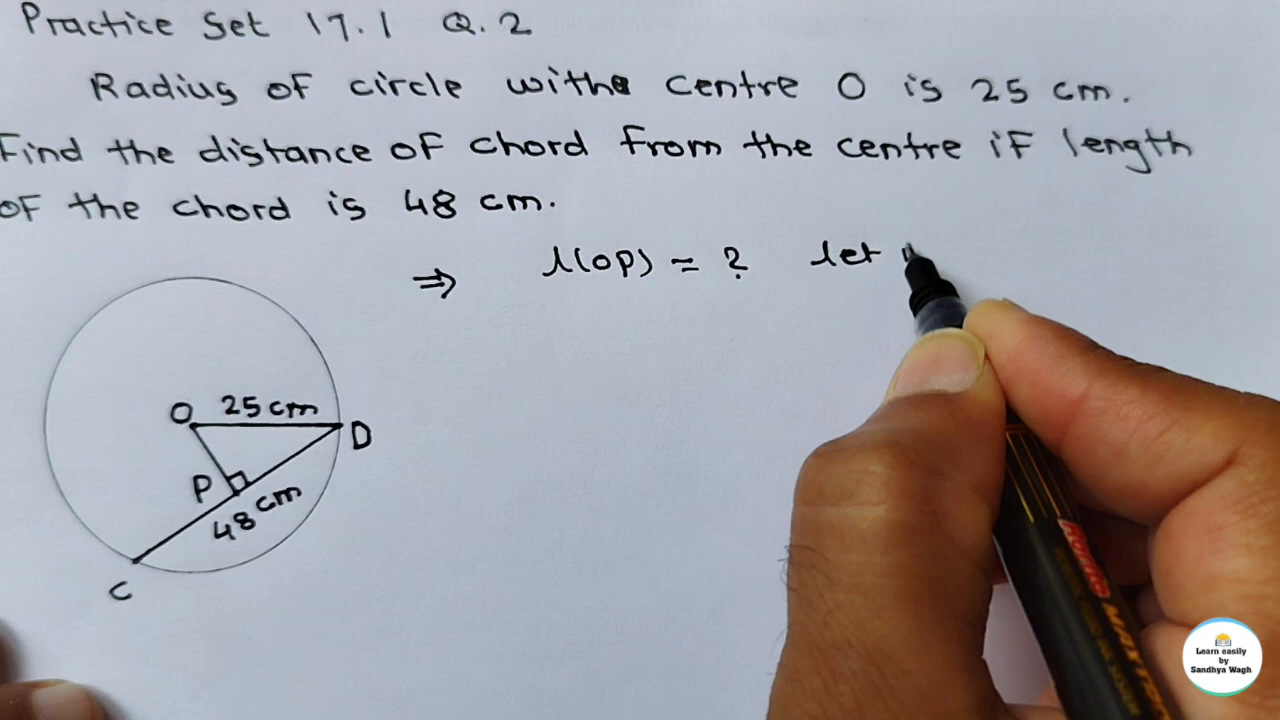 Practice Set 17.1 Q.2
Radius of circle with centre O is 25 cm.
Find the distance of chord from the centre if length
of the chord is 48 cm.
⇒ l(OP) = ? let
O 25 cm D
P
48 cm
C
Learn easily
by
Sandhya Wagh